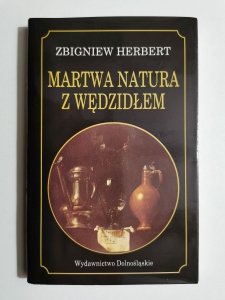 ZBIGNIEW HERBERT
MARTWA NATURA
Z WĘDZIDŁEM
Wydawnictwo Dolnośląskie